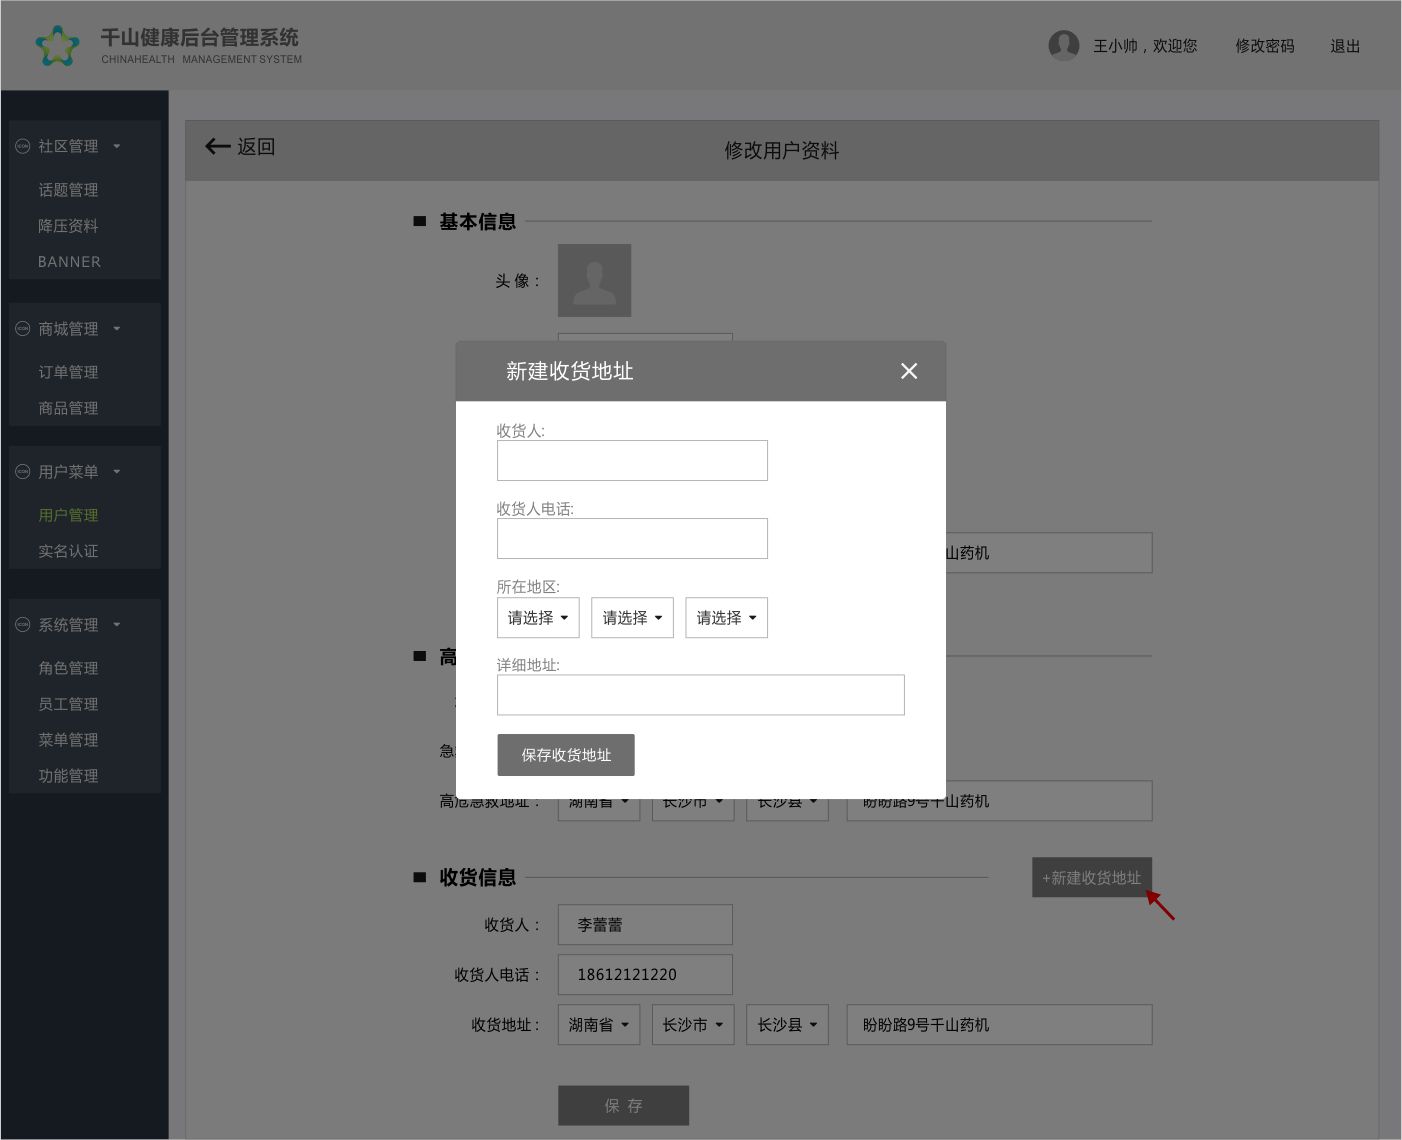 千山健康后台管理系统
CHINAHEALTH MANAGEMENT SYSTEM
王小帅，欢迎您
修改密码
退出
社区管理
话题管理
降压资料
BANNER
商城管理
订单管理
商品管理
用户菜单
用户管理
实名认证
系统管理
角色管理
员工管理
菜单管理
功能管理
返回
修改用户资料
基本信息
头 像：
山药机
高
急
高危急救地址：
湖南省
长沙市
长沙县
盼盼路9号千山药机
新建收货地址
收货人:
收货人电话:
所在地区:
请选择
请选择
请选择
详细地址:
保存收货地址
收货信息
+新建收货地址
收货人：
李蕾蕾
收货人电话：
18612121220
收货地址：
湖南省
长沙市
长沙县
盼盼路9号千山药机
保 存